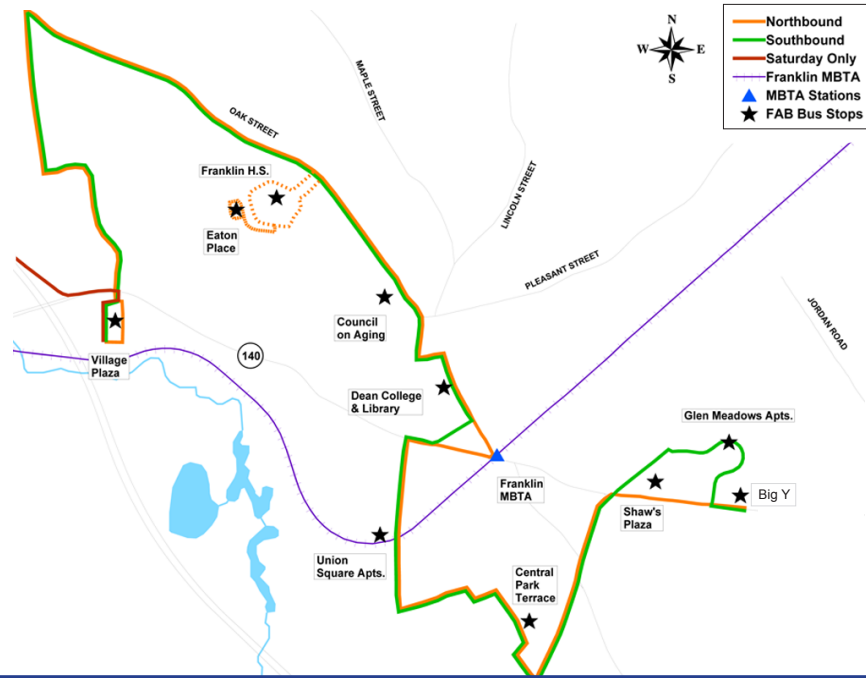 N
W
E
S
Northbound
Southbound
Saturday Only
Franklin MBTA
MBTA Stations
FAB Bus Stops
MAPLE STREET
OAK STREET
LINCOLN STREET
Franklin H.S.
Eaton
Place
PLEASANT STREET
JORDAN ROAD
Council
on Aging
140
Village
Plaza
Dean College
& Library
Glen Meadows Apts.
Franklin
MBTA
Shaw's
Plaza
Big Y
Union
Square Apts.
Central
Park
Terrace